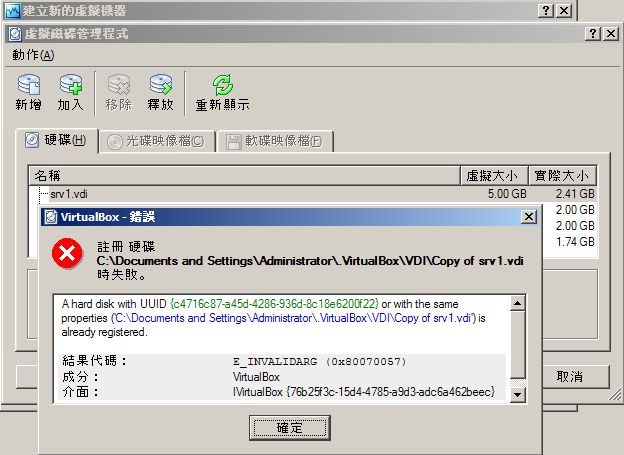 建立新的虛擬機器
虛擬磁碟管理程式
動作(A)
新增 加入 移除 釋放 重新顯示
硬碟(H) 光碟映像檔(C) 軟碟映像檔(F)
名稱 虛擬大小 實際大小
srv1.vdi 5.00 GB 2.41 GB
2.00 GB
2.00 GB
1.74 GB
VirtualBox - 錯誤
註冊 硬碟
C:\Documents and Settings\Administrator\.VirtualBox\VDI\Copy of srv1.vdi
時失敗。
A hard disk with UUID {c4716c87-a45d-4286-936d-8c18e6200f22} or with the same
properties ('C:\Documents and Settings\Administrator\.VirtualBox\VDI\Copy of srv1.vdi') is
already registered.
結果代碼： E_INVALIDARG (0x80070057)
成分： VirtualBox
介面： IVirtualBox {76b25f3c-15d4-4785-a9d3-adc6a462beec}
取消
確定